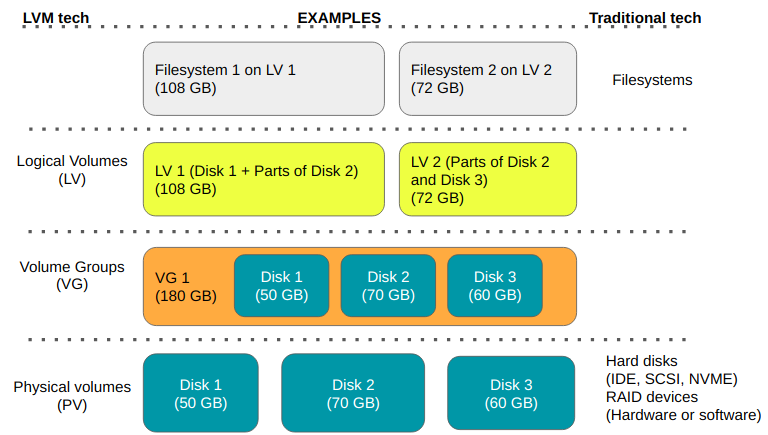 LVM tech
EXAMPLES
Traditional tech
Filesystem 1 on LV 1
(108 GB)
Filesystem 2 on LV 2
(72 GB)
Filesystems
Logical Volumes
(LV)
LV 1 (Disk 1 + Parts of Disk 2)
(108 GB)
LV 2 (Parts of Disk 2
and Disk 3)
(72 GB)
Volume Groups
(VG)
VG 1
(180 GB)
Disk 1
(50 GB)
Disk 2
(70 GB)
Disk 3
(60 GB)
Physical volumes
(PV)
Disk 1
(50 GB)
Disk 2
(70 GB)
Disk 3
(60 GB)
Hard disks
(IDE, SCSI, NVME)
RAID devices
(Hardware or software)